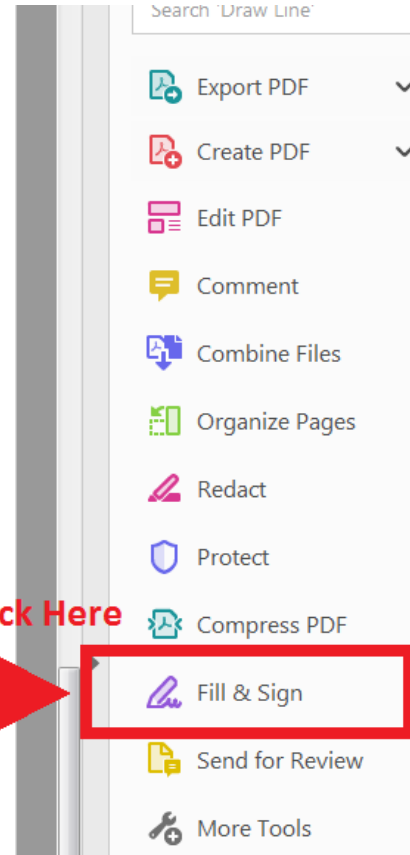 Search 'Draw Line'
Export PDF
Create PDF
Edit PDF
Comment
Combine Files
Organize Pages
Redact
Protect
ck Here
Compress PDF
Fill & Sign
Send for Review
More Tools